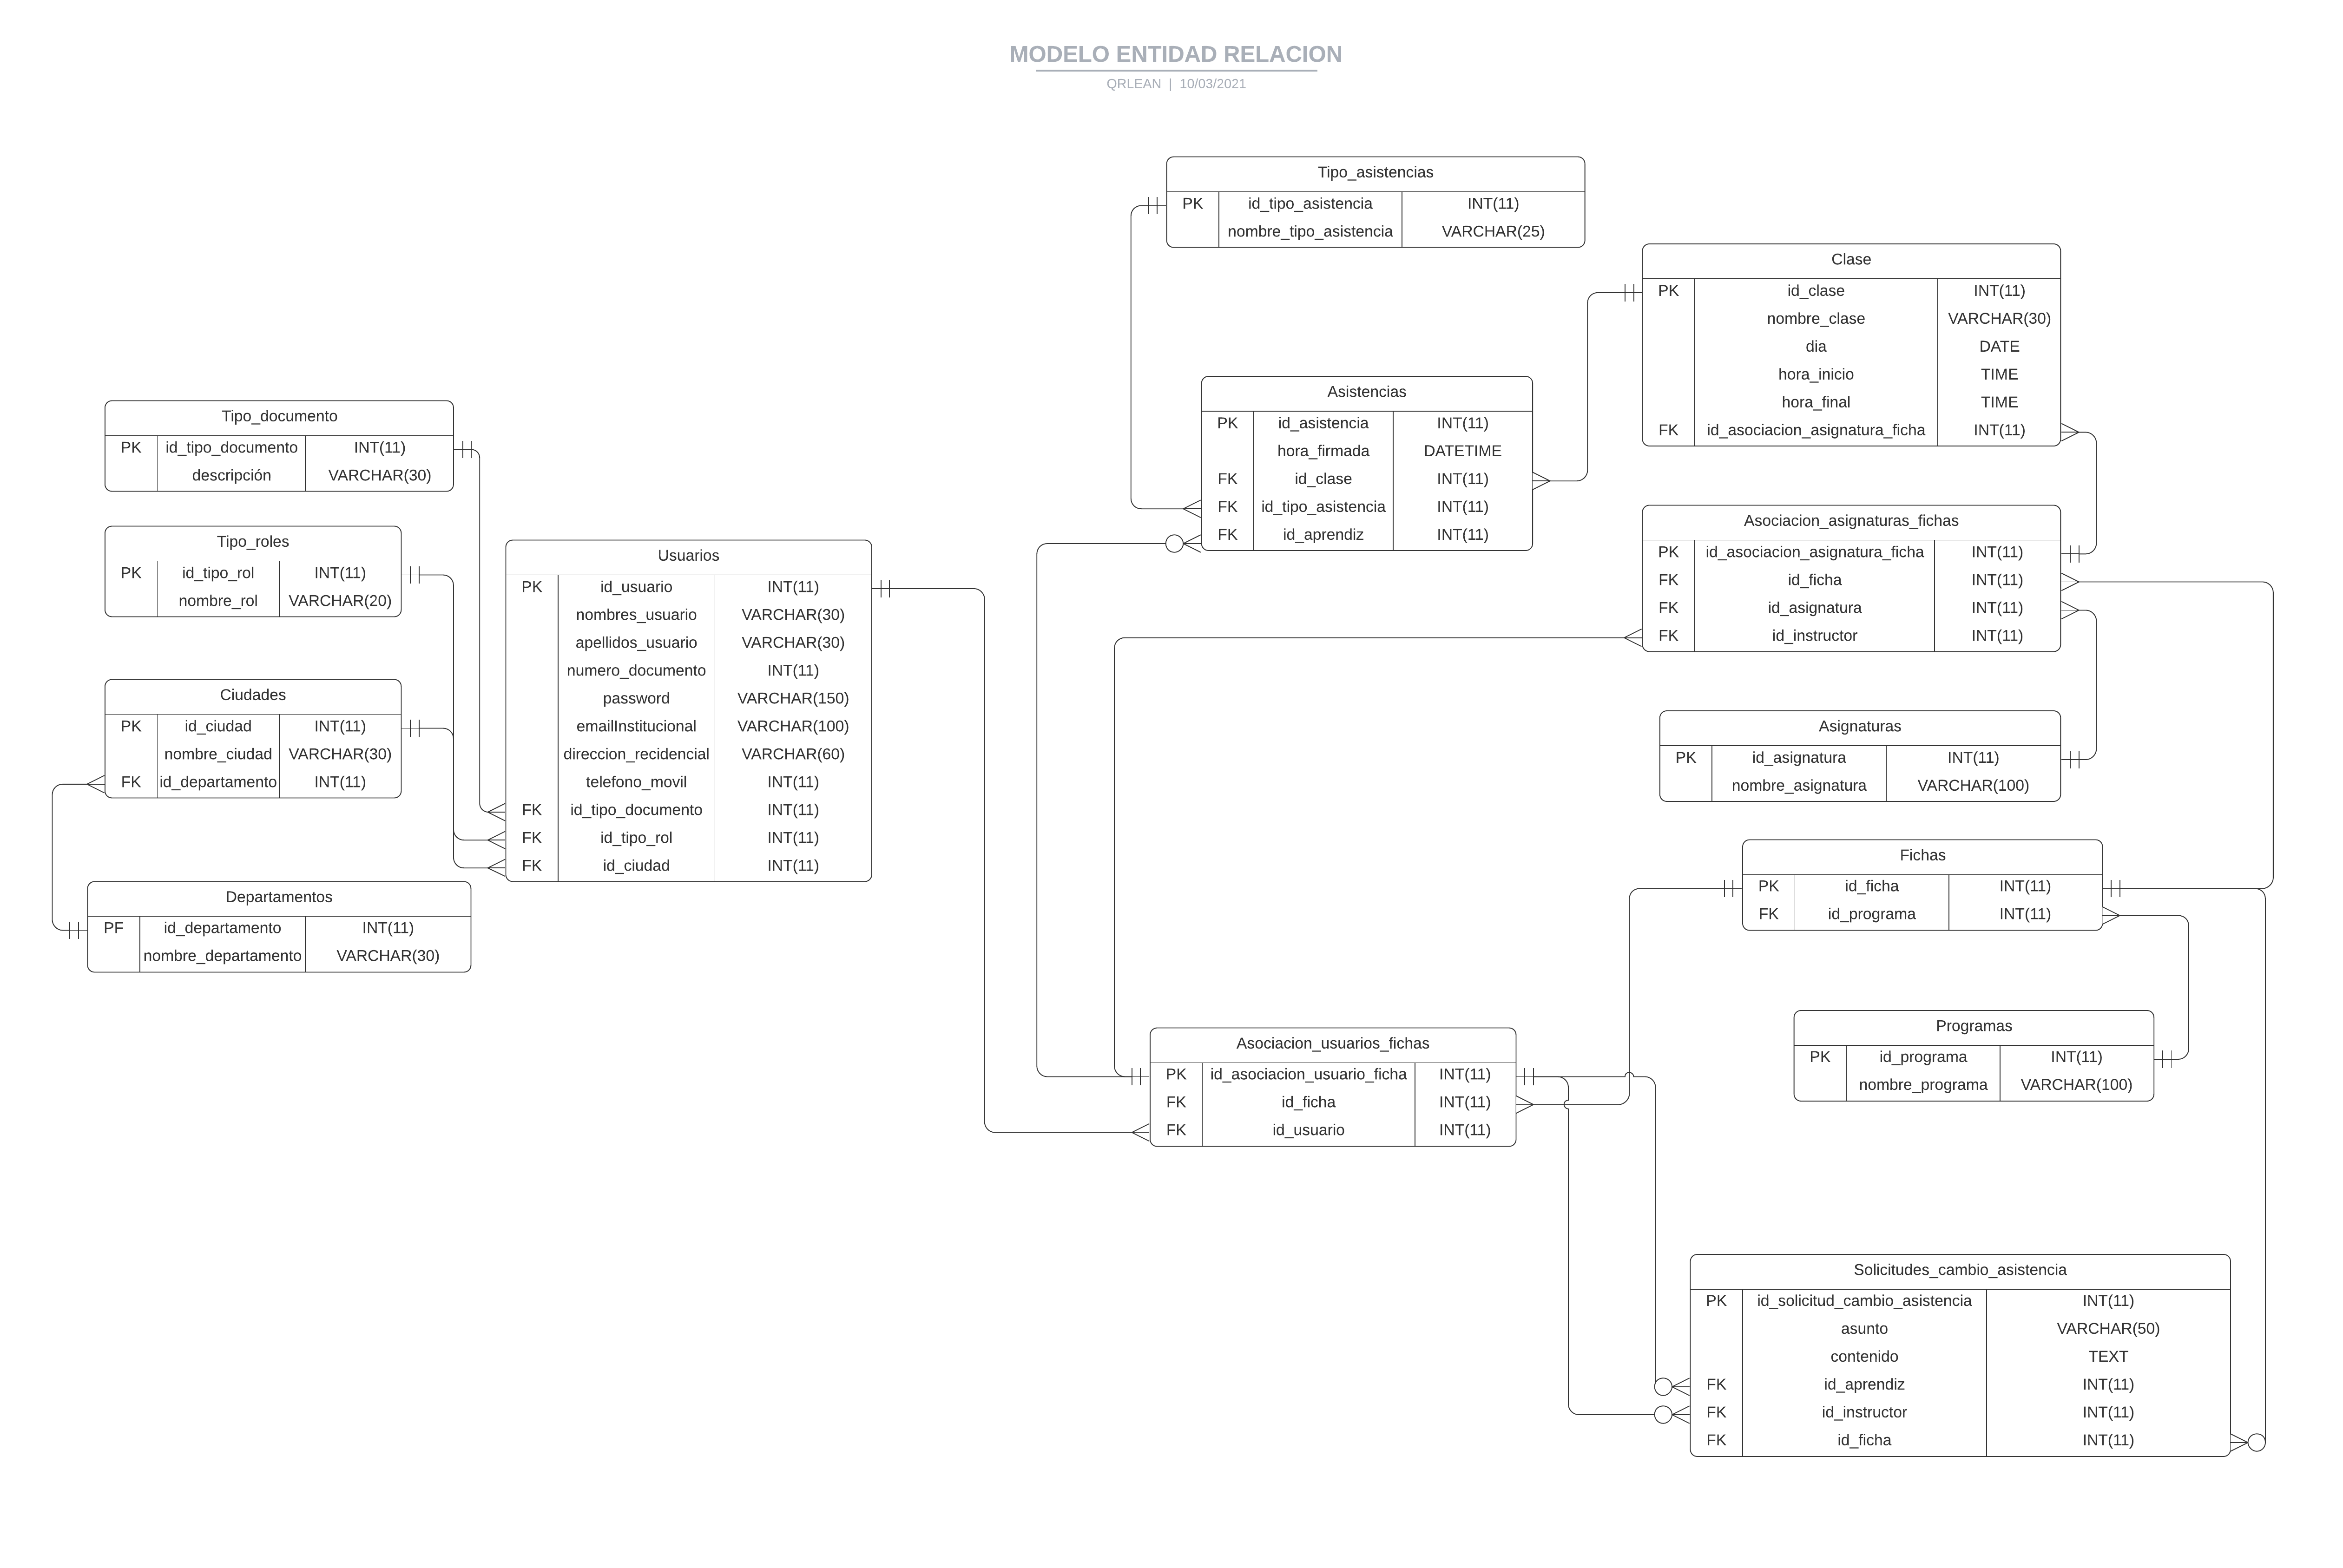 MODELO ENTIDAD RELACION
QRLEAN | 10/03/2021
Tipo_asistencias
PK id_tipo_asistencia INT(11)
nombre_tipo_asistencia VARCHAR(25)
Clase
PK id_clase INT(11)
nombre_clase VARCHAR(30)
dia DATE
hora_inicio TIME
hora_final TIME
FK id_asociacion_asignatura_ficha INT(11)
Asistencias
PK id_asistencia INT(11)
hora_firmada DATETIME
FK id_clase INT(11)
FK id_tipo_asistencia INT(11)
FK id_aprendiz INT(11)
Tipo_documento
PK id_tipo_documento INT(11)
descripción VARCHAR(30)
Tipo_roles
PK id_tipo_rol INT(11)
nombre_rol VARCHAR(20)
Ciudades
PK id_ciudad INT(11)
nombre_ciudad VARCHAR(30)
FK id_departamento INT(11)
Departamentos
PF id_departamento INT(11)
nombre_departamento VARCHAR(30)
Usuarios
PK id_usuario INT(11)
nombres_usuario VARCHAR(30)
apellidos_usuario VARCHAR(30)
numero_documento INT(11)
password VARCHAR(150)
emailInstitucional VARCHAR(100)
direccion_recidencial VARCHAR(60)
telefono_movil INT(11)
FK id_tipo_documento INT(11)
FK id_tipo_rol INT(11)
FK id_ciudad INT(11)
Asociacion_asignaturas_fichas
PK id_asociacion_asignatura_ficha INT(11)
FK id_ficha INT(11)
FK id_asignatura INT(11)
FK id_instructor INT(11)
Asignaturas
PK id_asignatura INT(11)
nombre_asignatura VARCHAR(100)
Fichas
PK id_ficha INT(11)
FK id_programa INT(11)
Programas
PK id_programa INT(11)
nombre_programa VARCHAR(100)
Asociacion_usuarios_fichas
PK id_asociacion_usuario_ficha INT(11)
FK id_ficha INT(11)
FK id_usuario INT(11)
Solicitudes_cambio_asistencia
PK id_solicitud_cambio_asistencia INT(11)
asunto VARCHAR(50)
contenido TEXT
FK id_aprendiz INT(11)
FK id_instructor INT(11)
FK id_ficha INT(11)